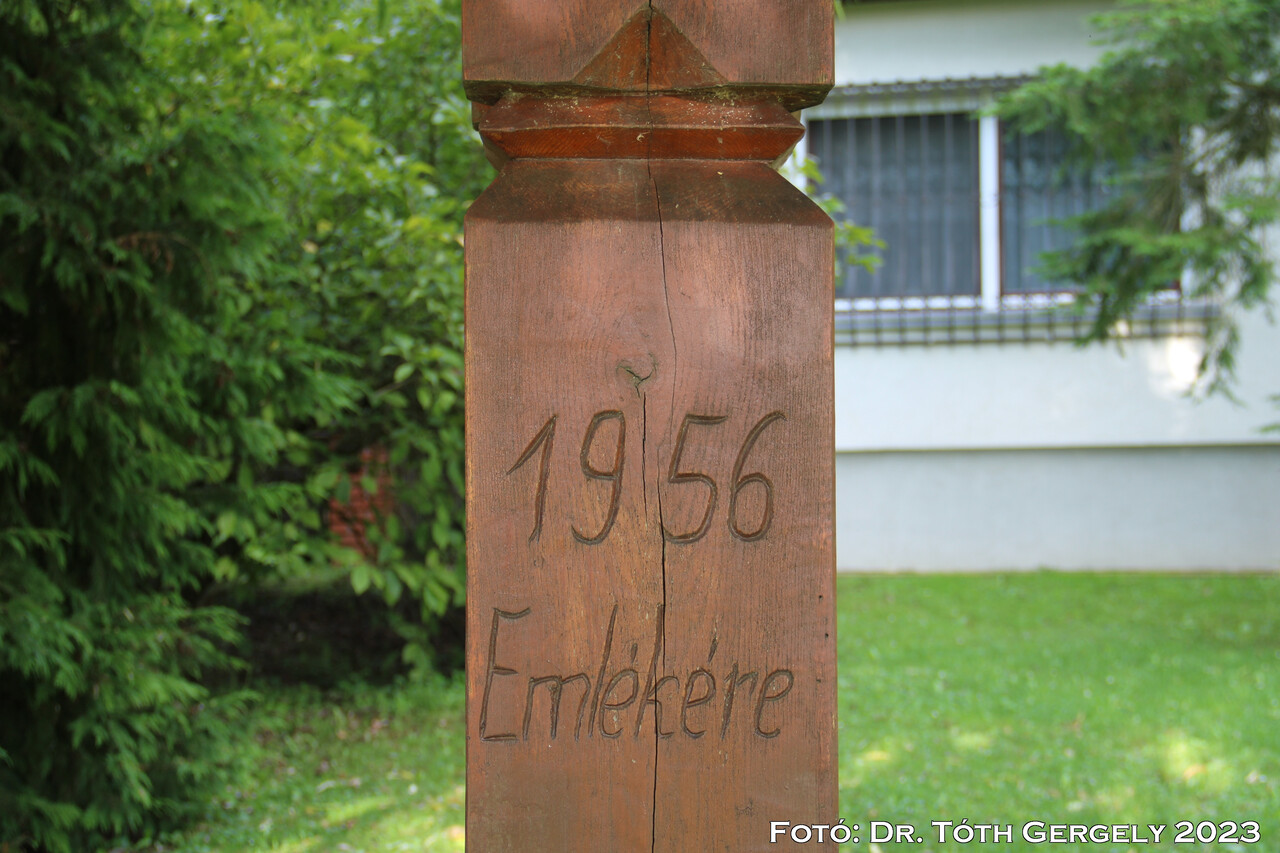 1956
Emlékére
Fotó: Dr. Tóth Gergely 2023